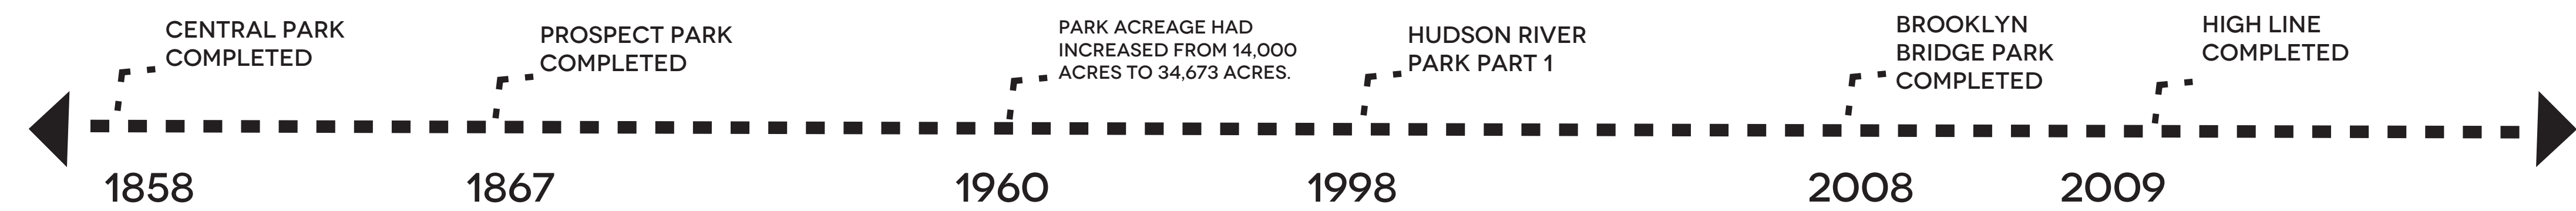 CENTRAL PARK
COMPLETED
PROSPECT PARK
COMPLETED
PARK ACREAGE HAD
INCREASED FROM 14,000
ACRES TO 34,673 ACRES.
HUDSON RIVER
PARK PART 1
BROOKLYN
BRIDGE PARK
COMPLETED
HIGH LINE
COMPLETED
1858
1867
1960
1998
2008
2009